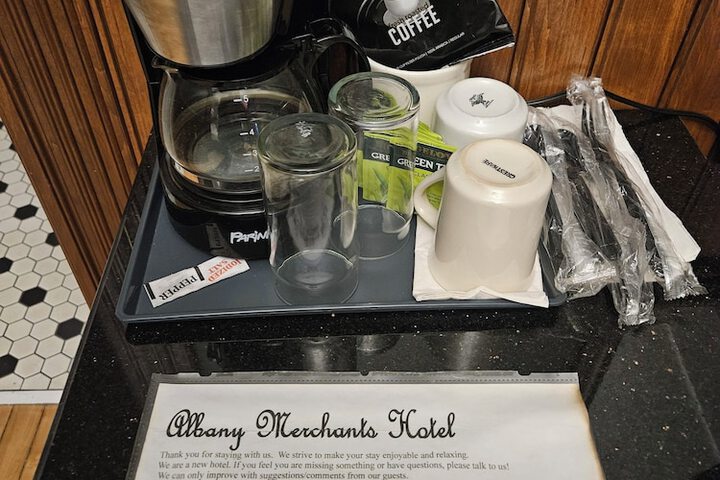 COFFEE
GREEN TEA
IODIZED
SALT
PEPPER
Albany Merchants Hotel
Thank you for staying with us. We strive to make your stay enjoyable and relaxing.
We are a new hotel. If you feel you are missing something or have questions, please talk to us!
We can only improve with suggestions/comments from our guests.